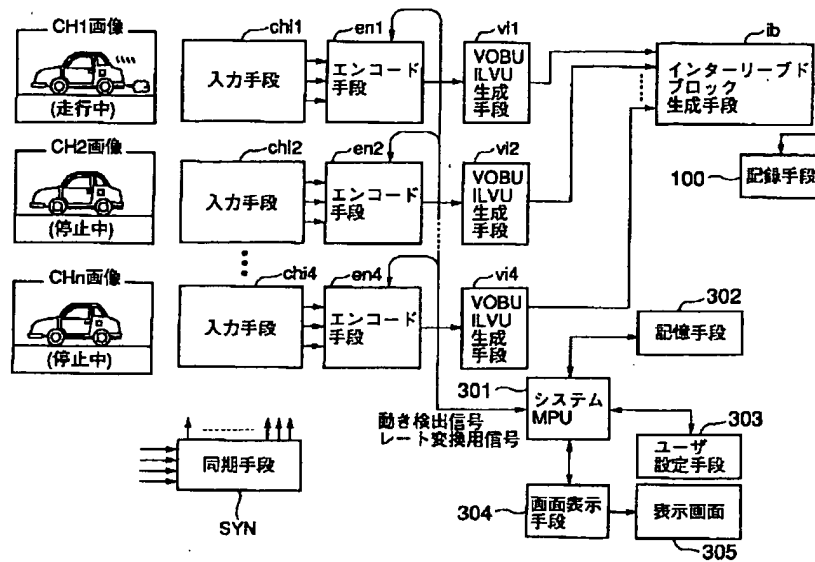 CH1画像
(走行中)
chi1
入力手段
en1
エンコード
手段
vi1
VOBU
ILVU
生成
手段
ib
インターリーブド
ブロック
生成手段
100
記録手段
CH2画像
(停止中)
chi2
入力手段
en2
エンコード
手段
vi2
VOBU
ILVU
生成
手段
CHn画像
(停止中)
chi4
入力手段
en4
エンコード
手段
vi4
VOBU
ILVU
生成
手段
302
記憶手段
301
システム
MPU
動き検出信号
レート変換用信号
303
ユーザ
設定手段
同期手段
SYN
304
画面表示
手段
表示画面
305